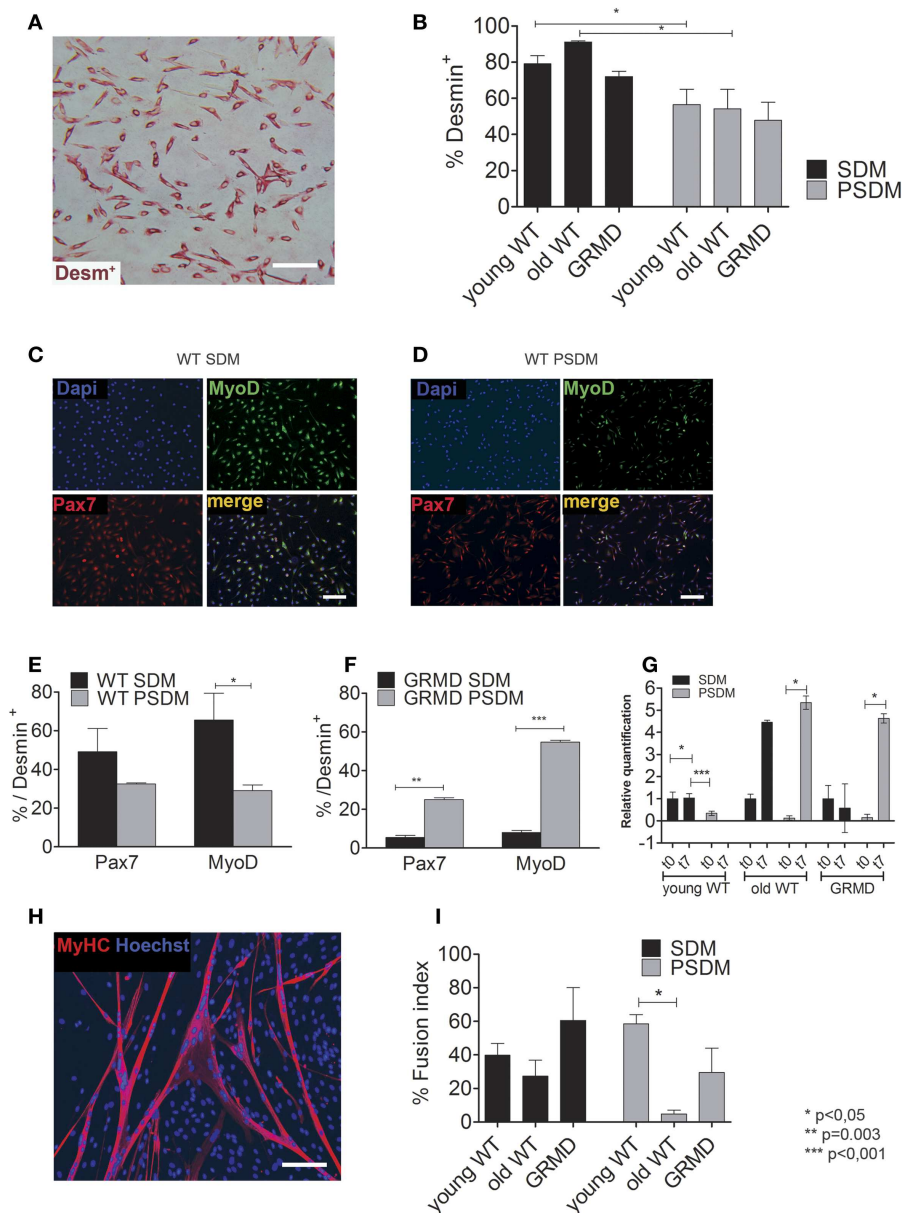 A
Desm+
B
% Desmin+
100
80
60
40
20
0
*
*
young WT
old WT
GRMD
young WT
old WT
GRMD
SDM
PSDM
C
WT SDM
Dapi
MyoD
Pax7
merge
D
WT PSDM
Dapi
MyoD
Pax7
merge
E
WT SDM
WT PSDM
% / Desmin+
80
60
40
20
0
*
Pax7
MyoD
F
GRMD SDM
GRMD PSDM
% /Desmin+
80
60
40
20
0
**
***
Pax7
MyoD
G
SDM
PSDM
Relative quantification
6
5
4
3
2
1
0
-1
*
***
*
*
t0 t7 t0 t7 t0 t7 t0 t7 t0 t7 t0 t7
young WT
old WT
GRMD
H
MyHC Hoechst
I
SDM
PSDM
% Fusion index
100
80
60
40
20
0
*
young WT
old WT
GRMD
young WT
old WT
GRMD
* p<0,05
** p=0.003
*** p<0,001